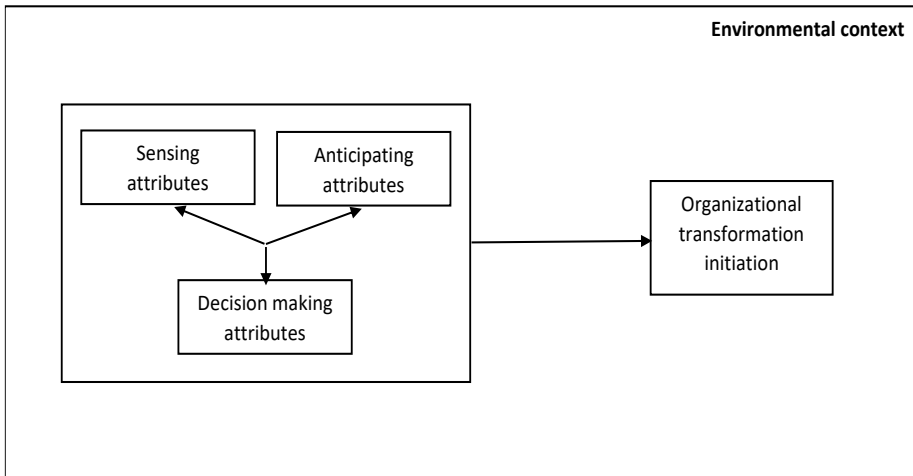 Environmental context
Sensing
attributes
Anticipating
attributes
Decision making
attributes
Organizational
transformation
initiation